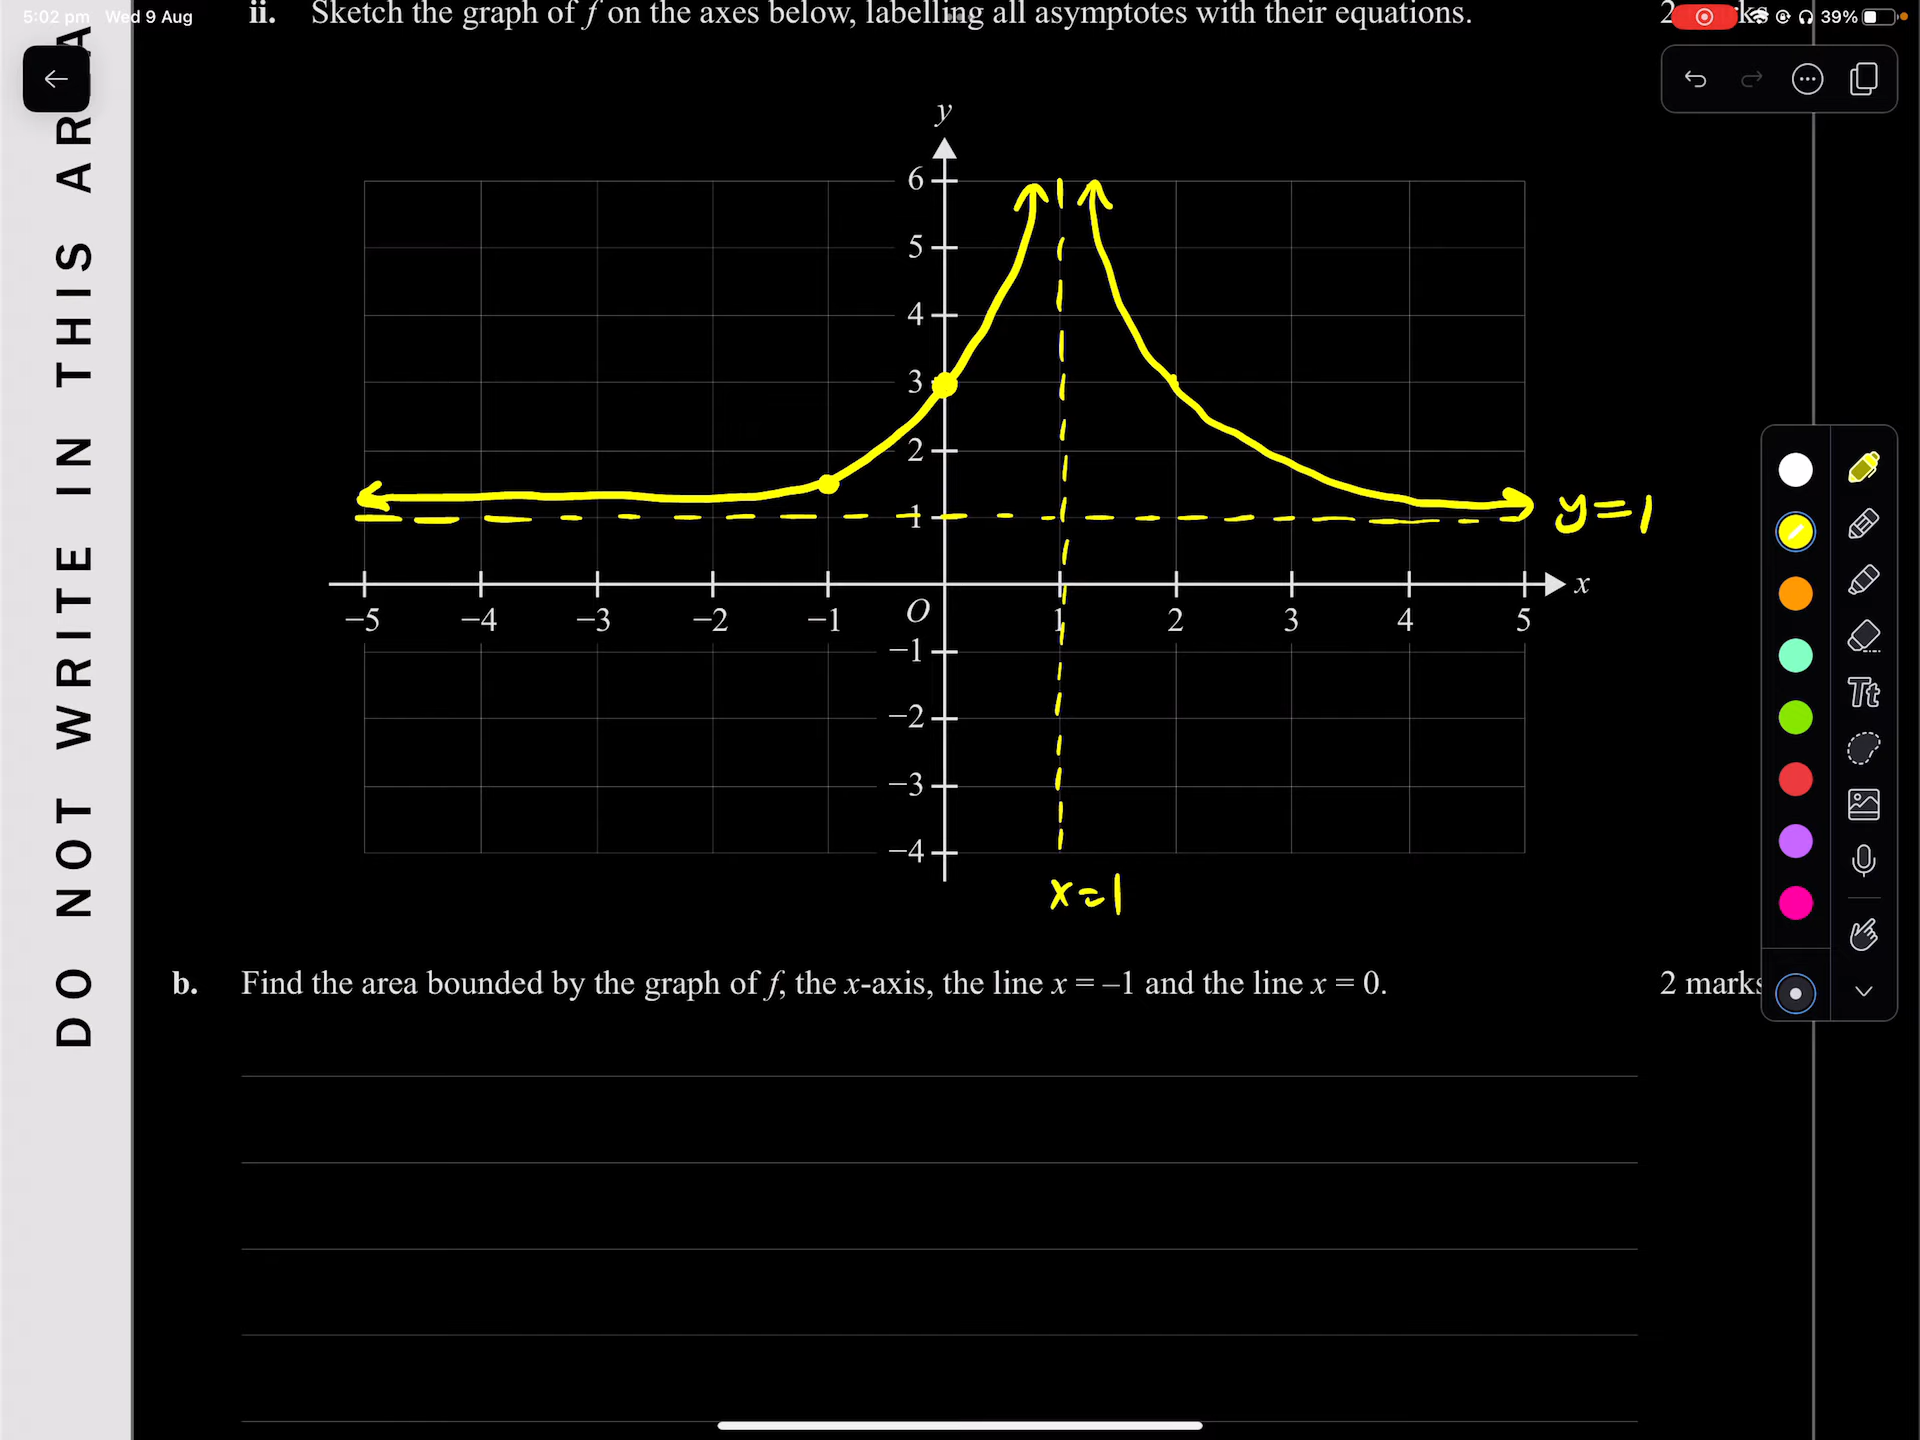 5:02 pm Wed 9 Aug
39%
ii. Sketch the graph of f on the axes below, labelling all asymptotes with their equations.
DO NOT WRITE IN THIS AREA
y
6
5
4
3
2
1
y=1
x
−5 −4 −3 −2 −1 O 1 2 3 4 5
−1
−2
−3
−4
x=1
b. Find the area bounded by the graph of f, the x-axis, the line x = –1 and the line x = 0. 2 marks
Tt